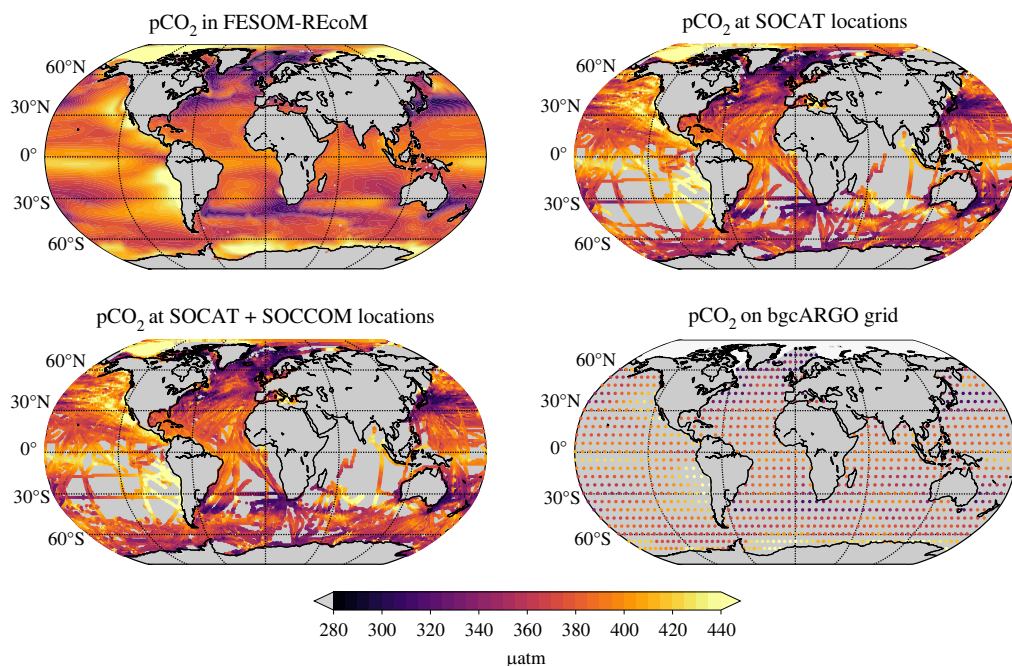 pCO₂ in FESOM-REcoM
60°N
30°N
0°
30°S
60°S
pCO₂ at SOCAT locations
60°N
30°N
0°
30°S
60°S
pCO₂ at SOCAT + SOCCOM locations
60°N
30°N
0°
30°S
60°S
pCO₂ on bgcARGO grid
60°N
30°N
0°
30°S
60°S
280 300 320 340 360 380 400 420 440
µatm